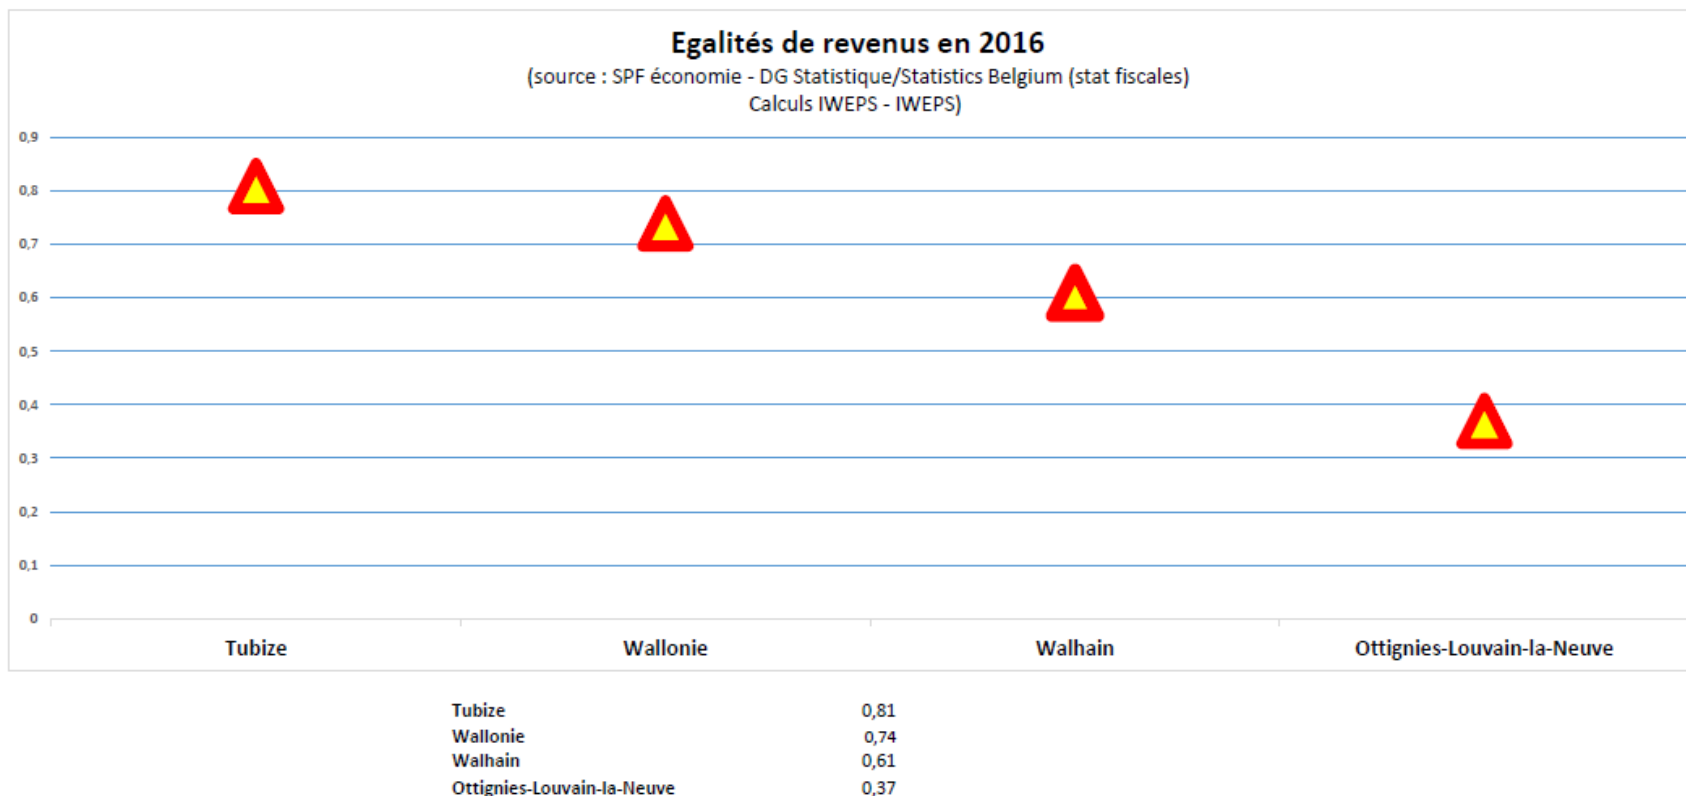 Egalités de revenus en 2016
(source : SPF économie - DG Statistique/Statistics Belgium (stat fiscales)
Calculs IWEPS - IWEPS)
0,9
0,8
0,7
0,6
0,5
0,4
0,3
0,2
0,1
0
Tubize Wallonie Walhain Ottignies-Louvain-la-Neuve
Tubize 0,81
Wallonie 0,74
Walhain 0,61
Ottignies-Louvain-la-Neuve 0,37